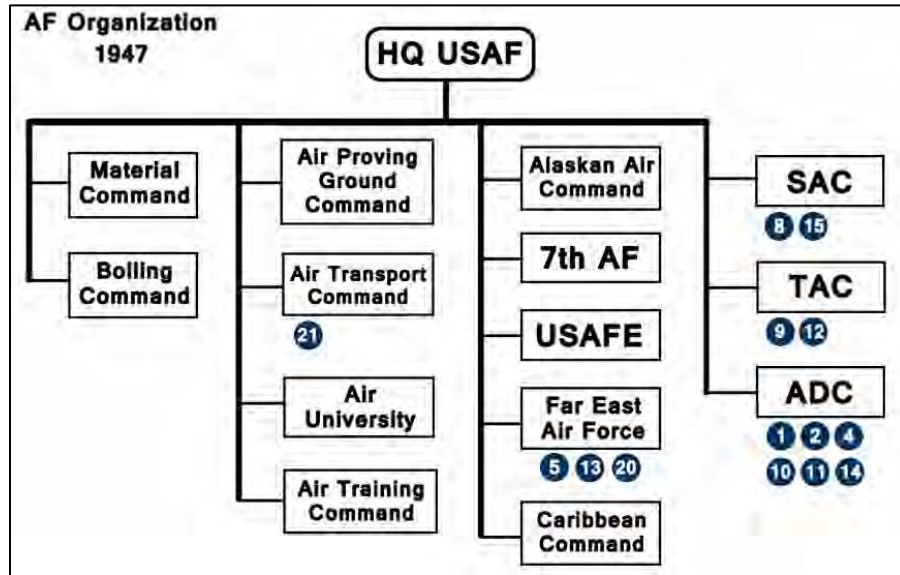 AF Organization
1947
HQ USAF
Material
Command
Bolling
Command
Air Proving
Ground
Command
Air Transport
Command
21
Air
University
Air Training
Command
Alaskan Air
Command
7th AF
USAFE
Far East
Air Force
5 13 20
Caribbean
Command
SAC
8 15
TAC
9 12
ADC
1 2 4
10 11 14